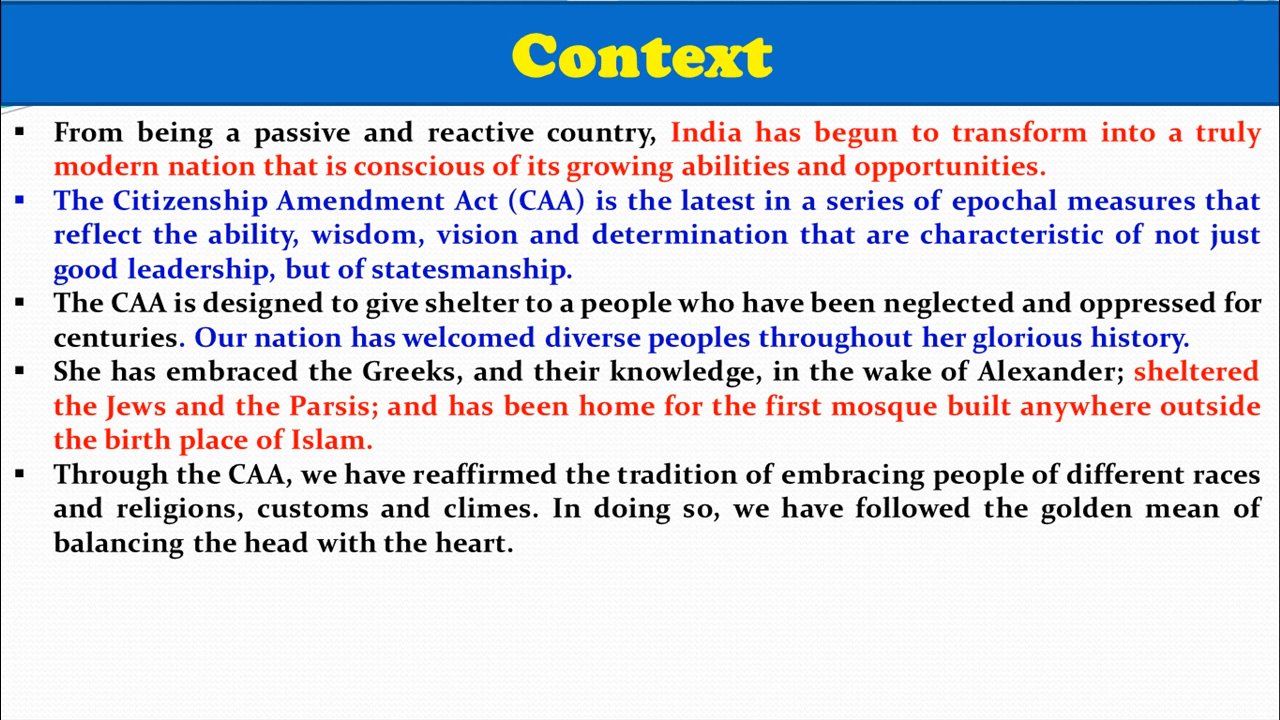 Context
▪ From being a passive and reactive country, India has begun to transform into a truly
modern nation that is conscious of its growing abilities and opportunities.
▪ The Citizenship Amendment Act (CAA) is the latest in a series of epochal measures that
reflect the ability, wisdom, vision and determination that are characteristic of not just
good leadership, but of statesmanship.
▪ The CAA is designed to give shelter to a people who have been neglected and oppressed for
centuries. Our nation has welcomed diverse peoples throughout her glorious history.
▪ She has embraced the Greeks, and their knowledge, in the wake of Alexander; sheltered
the Jews and the Parsis; and has been home for the first mosque built anywhere outside
the birth place of Islam.
▪ Through the CAA, we have reaffirmed the tradition of embracing people of different races
and religions, customs and climes. In doing so, we have followed the golden mean of
balancing the head with the heart.